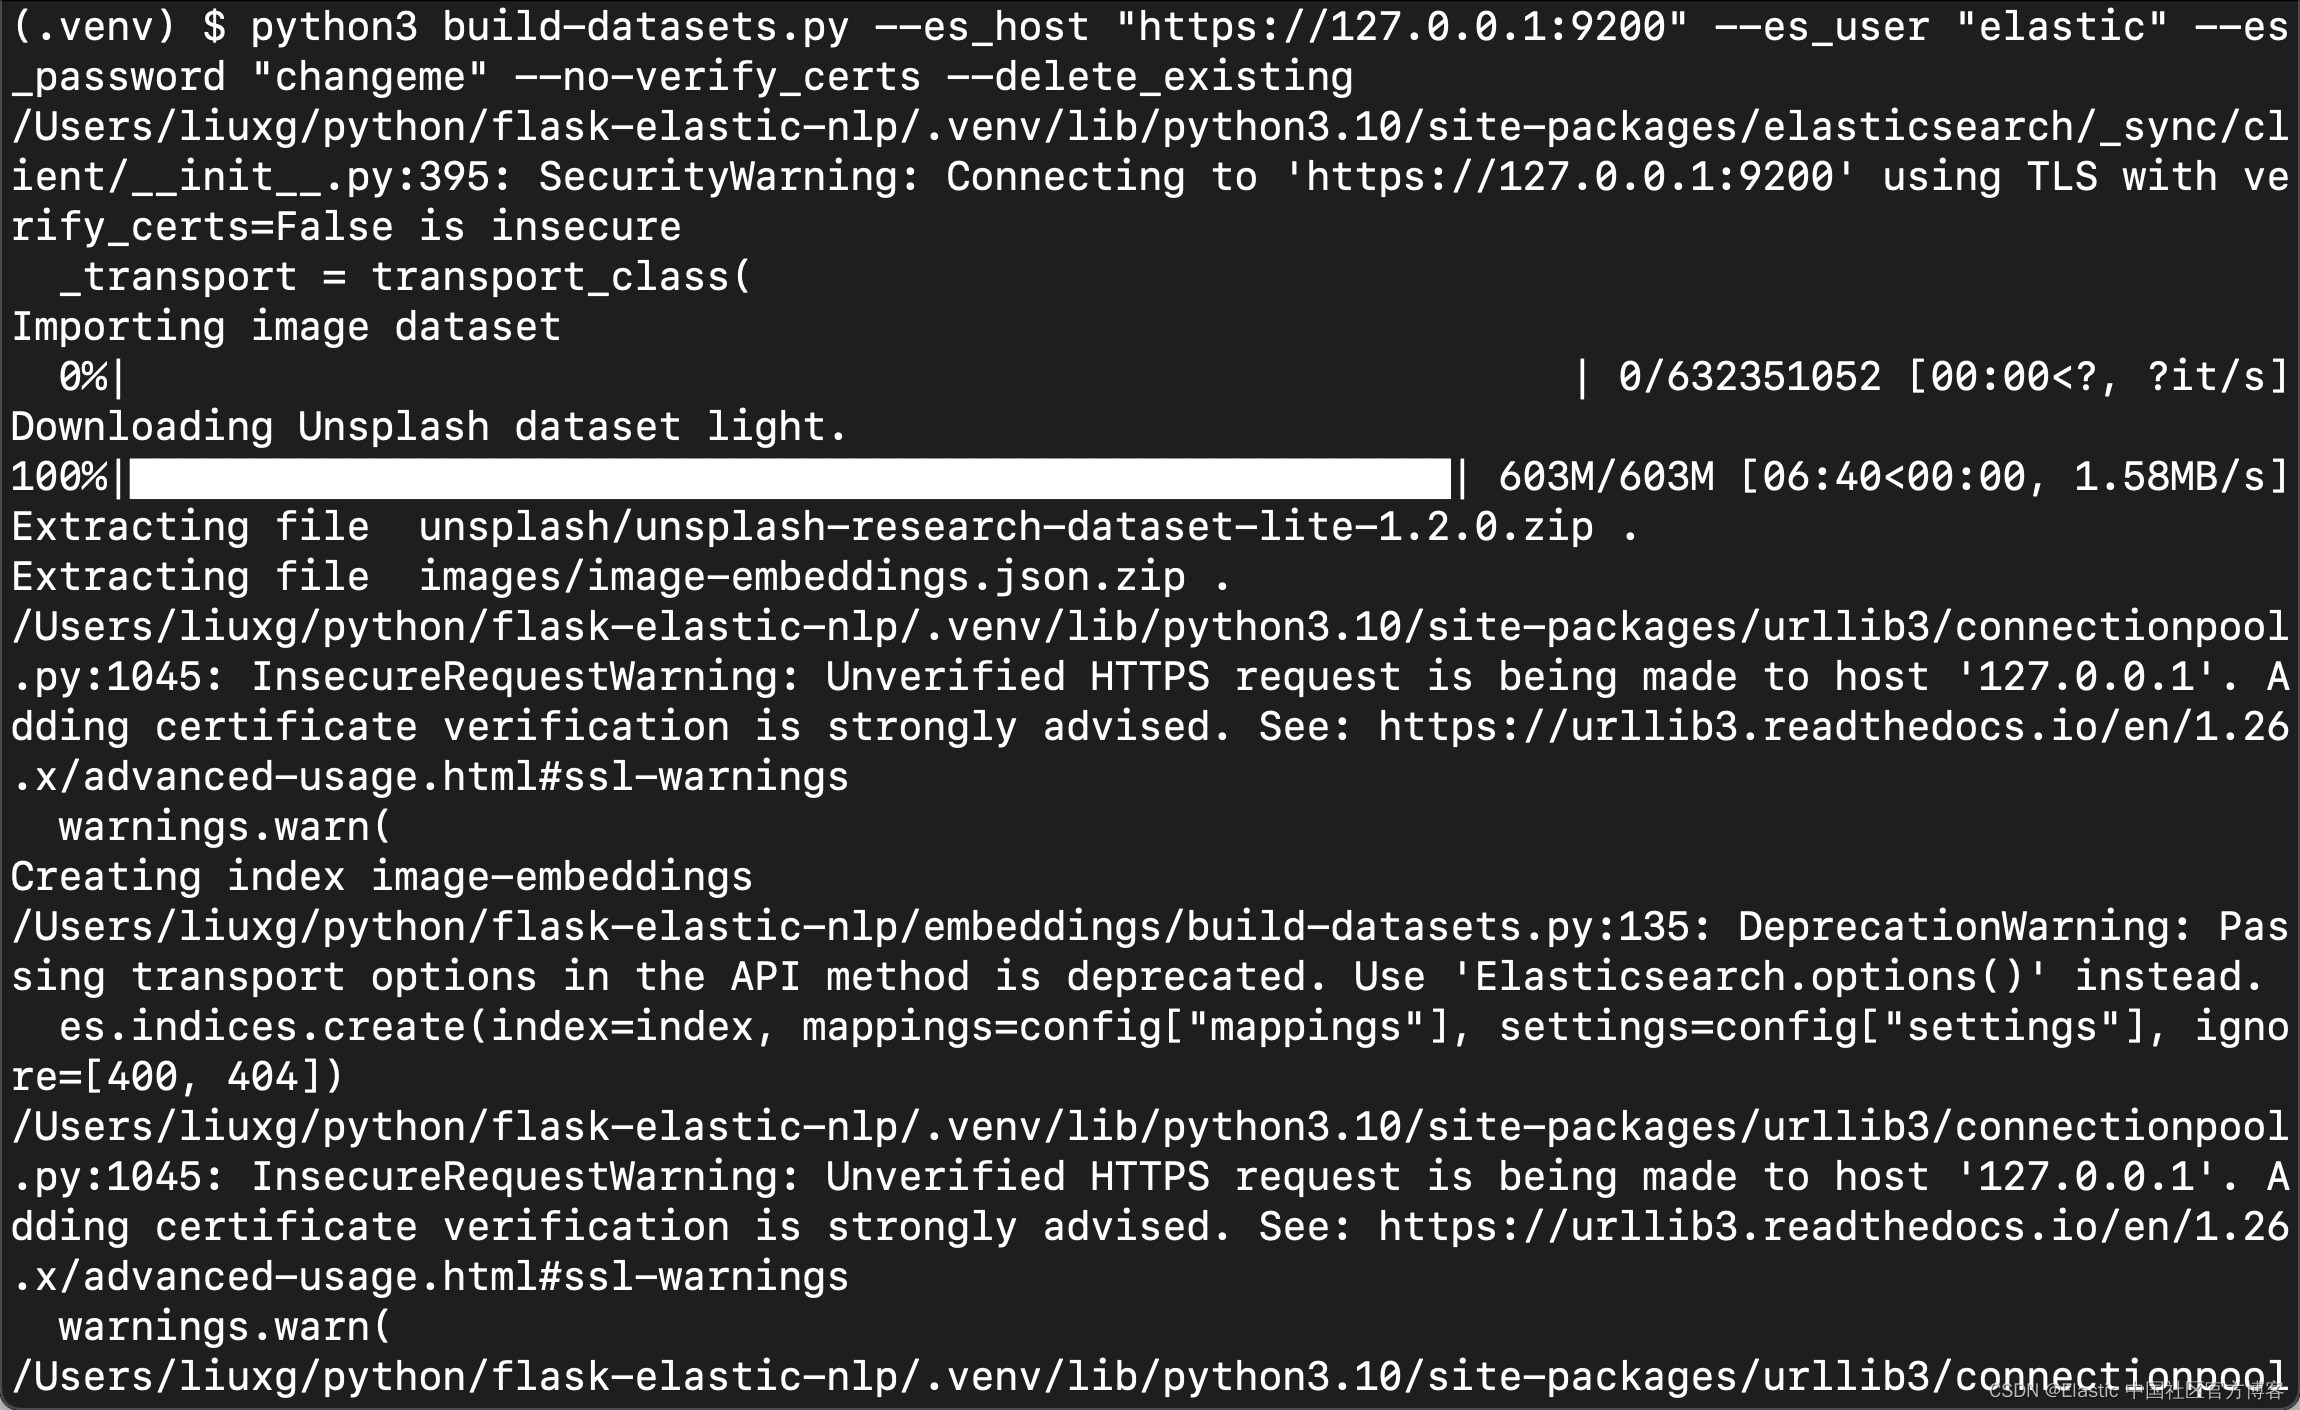 (.venv) $ python3 build-datasets.py --es_host "https://127.0.0.1:9200" --es_user "elastic" --es
_password "changeme" --no-verify_certs --delete_existing
/Users/liuxg/python/flask-elastic-nlp/.venv/lib/python3.10/site-packages/elasticsearch/_sync/cl
ient/__init__.py:395: SecurityWarning: Connecting to 'https://127.0.0.1:9200' using TLS with ve
rify_certs=False is insecure
  _transport = transport_class(
Importing image dataset
  0%|                                                             | 0/632351052 [00:00<?, ?it/s]
Downloading Unsplash dataset light.
100%|███████████████████████████████████████████████████████| 603M/603M [06:40<00:00, 1.58MB/s]
Extracting file  unsplash/unsplash-research-dataset-lite-1.2.0.zip .
Extracting file  images/image-embeddings.json.zip .
/Users/liuxg/python/flask-elastic-nlp/.venv/lib/python3.10/site-packages/urllib3/connectionpool
.py:1045: InsecureRequestWarning: Unverified HTTPS request is being made to host '127.0.0.1'. A
dding certificate verification is strongly advised. See: https://urllib3.readthedocs.io/en/1.26
.x/advanced-usage.html#ssl-warnings
  warnings.warn(
Creating index image-embeddings
/Users/liuxg/python/flask-elastic-nlp/embeddings/build-datasets.py:135: DeprecationWarning: Pas
sing transport options in the API method is deprecated. Use 'Elasticsearch.options()' instead.
  es.indices.create(index=index, mappings=config["mappings"], settings=config["settings"], igno
re=[400, 404])
/Users/liuxg/python/flask-elastic-nlp/.venv/lib/python3.10/site-packages/urllib3/connectionpool
.py:1045: InsecureRequestWarning: Unverified HTTPS request is being made to host '127.0.0.1'. A
dding certificate verification is strongly advised. See: https://urllib3.readthedocs.io/en/1.26
.x/advanced-usage.html#ssl-warnings
  warnings.warn(
/Users/liuxg/python/flask-elastic-nlp/.venv/lib/python3.10/site-packages/urllib3/connectionpool
CSDN @Elastic 中国社区官方博客